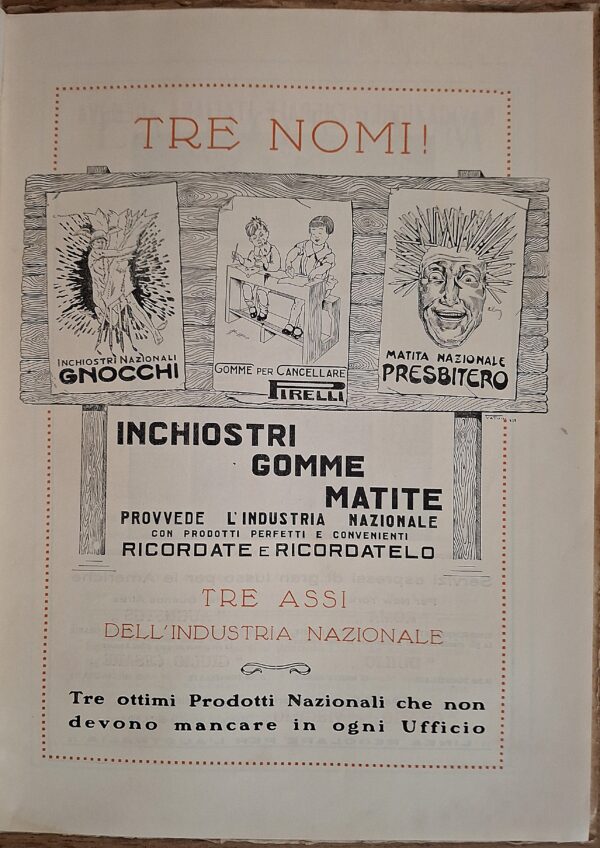 TRE NOMI!
INCHIOSTRI NAZIONALI
GNOCCHI
GOMME PER CANCELLARE
PIRELLI
MATITA NAZIONALE
PRESBITERO
INCHIOSTRI
GOMME
MATITE
PROVVEDE L'INDUSTRIA NAZIONALE
CON PRODOTTI PERFETTI E CONVENIENTI
RICORDATE E RICORDATELO
TRE ASSI
DELL'INDUSTRIA NAZIONALE
Tre ottimi Prodotti Nazionali che non
devono mancare in ogni Ufficio